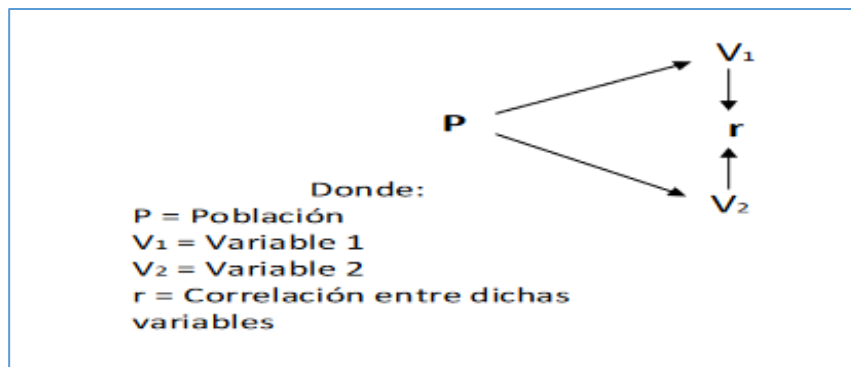 V₁
P
r
V₂
Donde:
P = Población
V₁ = Variable 1
V₂ = Variable 2
r = Correlación entre dichas
variables